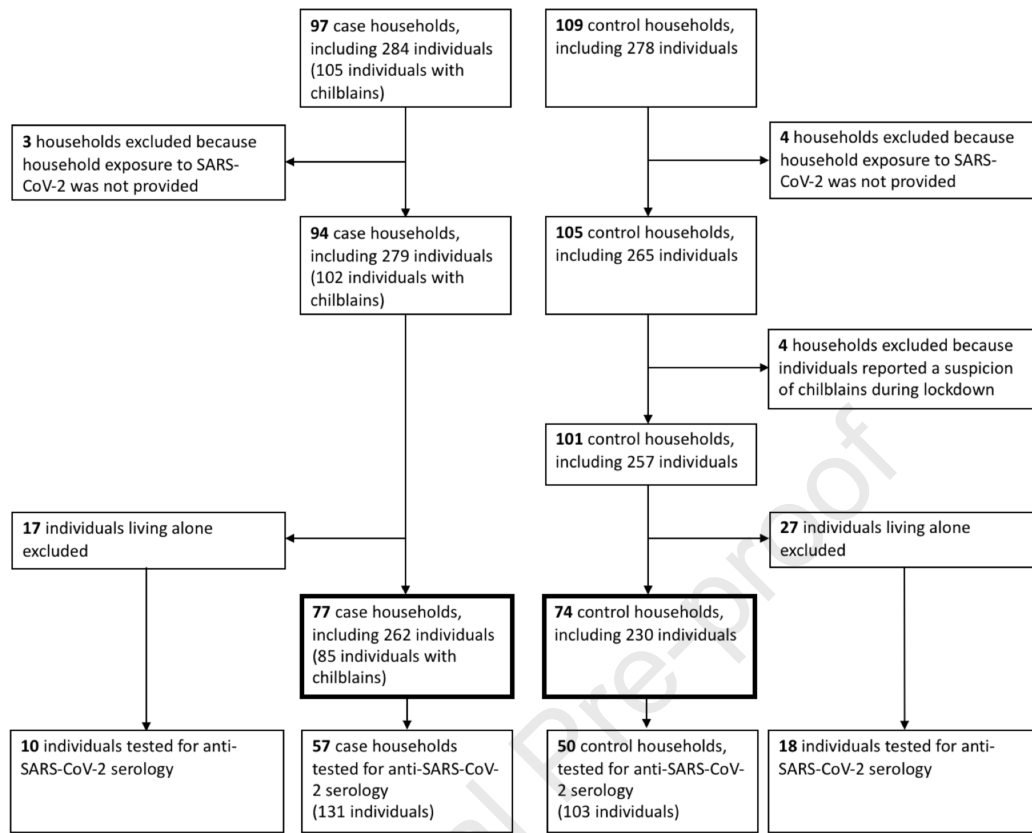 97 case households,
including 284 individuals
(105 individuals with
chilblains)
109 control households,
including 278 individuals
3 households excluded because
household exposure to SARS-
CoV-2 was not provided
4 households excluded because
household exposure to SARS-
CoV-2 was not provided
94 case households,
including 279 individuals
(102 individuals with
chilblains)
105 control households,
including 265 individuals
4 households excluded because
individuals reported a suspicion
of chilblains during lockdown
101 control households,
including 257 individuals
17 individuals living alone
excluded
27 individuals living alone
excluded
77 case households,
including 262 individuals
(85 individuals with
chilblains)
74 control households,
including 230 individuals
10 individuals tested for anti-
SARS-CoV-2 serology
57 case households
tested for anti-SARS-CoV-
2 serology
(131 individuals)
50 control households,
tested for anti-SARS-CoV-
2 serology
(103 individuals)
18 individuals tested for anti-
SARS-CoV-2 serology
al Pre-proof